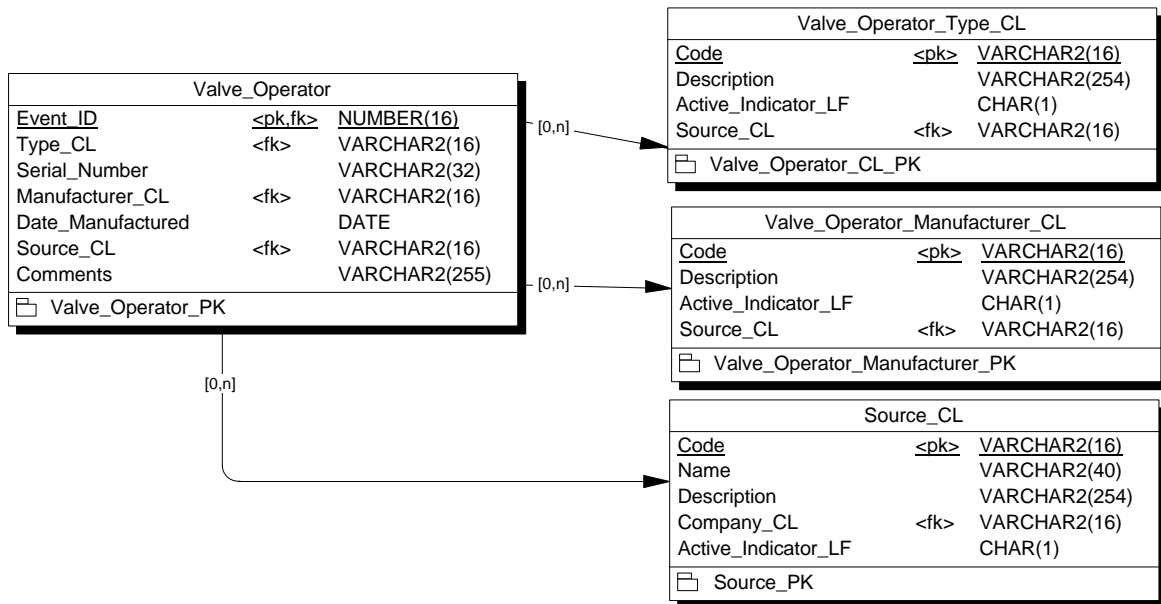 Valve_Operator
Event_ID <pk,fk> NUMBER(16)
Type_CL <fk> VARCHAR2(16)
Serial_Number VARCHAR2(32)
Manufacturer_CL <fk> VARCHAR2(16)
Date_Manufactured DATE
Source_CL <fk> VARCHAR2(16)
Comments VARCHAR2(255)
Valve_Operator_PK
[0,n]
[0,n]
[0,n]
Valve_Operator_Type_CL
Code <pk> VARCHAR2(16)
Description VARCHAR2(254)
Active_Indicator_LF CHAR(1)
Source_CL <fk> VARCHAR2(16)
Valve_Operator_CL_PK
Valve_Operator_Manufacturer_CL
Code <pk> VARCHAR2(16)
Description VARCHAR2(254)
Active_Indicator_LF CHAR(1)
Source_CL <fk> VARCHAR2(16)
Valve_Operator_Manufacturer_PK
Source_CL
Code <pk> VARCHAR2(16)
Name VARCHAR2(40)
Description VARCHAR2(254)
Company_CL <fk> VARCHAR2(16)
Active_Indicator_LF CHAR(1)
Source_PK